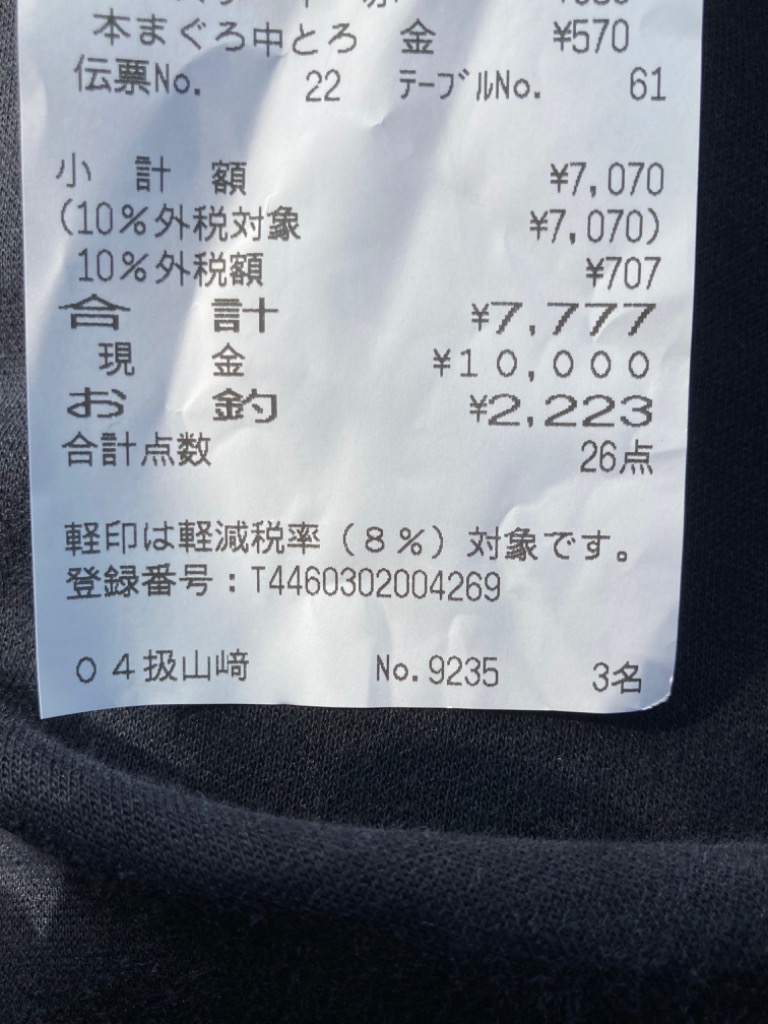 本まぐろ中とろ 金 ¥570
伝票No. 22 ﾃｰﾌﾞﾙNo. 61
小 計 額 ¥7,070
(10%外税対象 ¥7,070)
10%外税額 ¥707
合 計 ¥7,777
現 金 ¥10,000
お 釣 ¥2,223
合計点数 26点
軽印は軽減税率(8%)対象です。
登録番号:T4460302004269
04扱山﨑 No.9235 3名